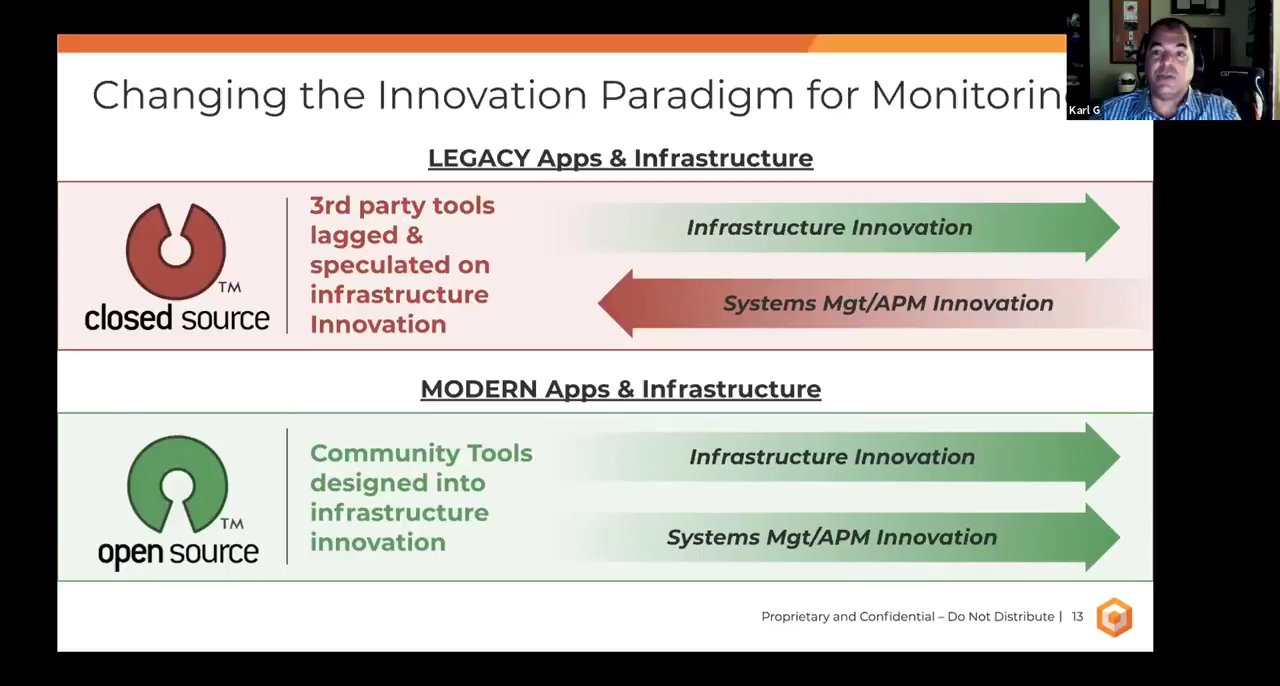 Changing the Innovation Paradigm for Monitorin
Karl G
LEGACY Apps & Infrastructure
TM
closed source
3rd party tools
lagged &
speculated on
infrastructure
Innovation
Infrastructure Innovation
Systems Mgt/APM Innovation
MODERN Apps & Infrastructure
TM
open source
Community Tools
designed into
infrastructure
innovation
Infrastructure Innovation
Systems Mgt/APM Innovation
Proprietary and Confidential – Do Not Distribute | 13